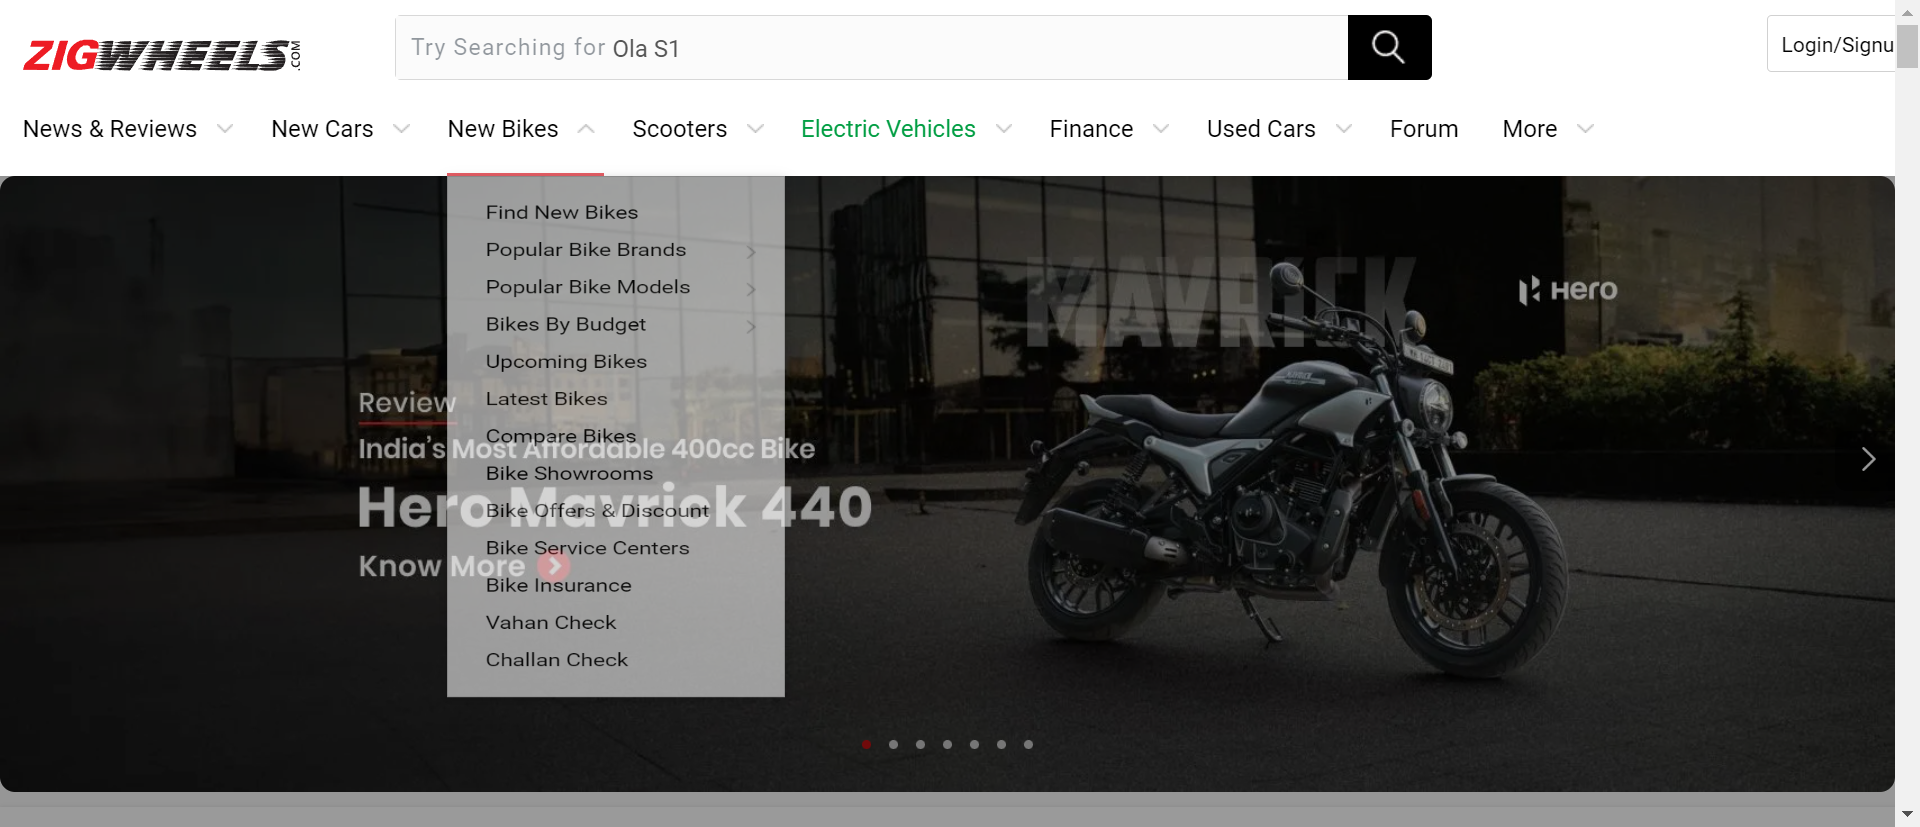 ZIGWHEELS.COM
Try Searching for Ola S1
Login/Signu
News & Reviews
New Cars
New Bikes
Scooters
Electric Vehicles
Finance
Used Cars
Forum
More
Find New Bikes
Popular Bike Brands
Popular Bike Models
Bikes By Budget
Upcoming Bikes
Latest Bikes
Compare Bikes
Bike Showrooms
Bike Offers & Discount
Bike Service Centers
Bike Insurance
Vahan Check
Challan Check
Review
India's Most Affordable 400cc Bike
Hero Mavrick 440
Know More
MAVRICK
Hero